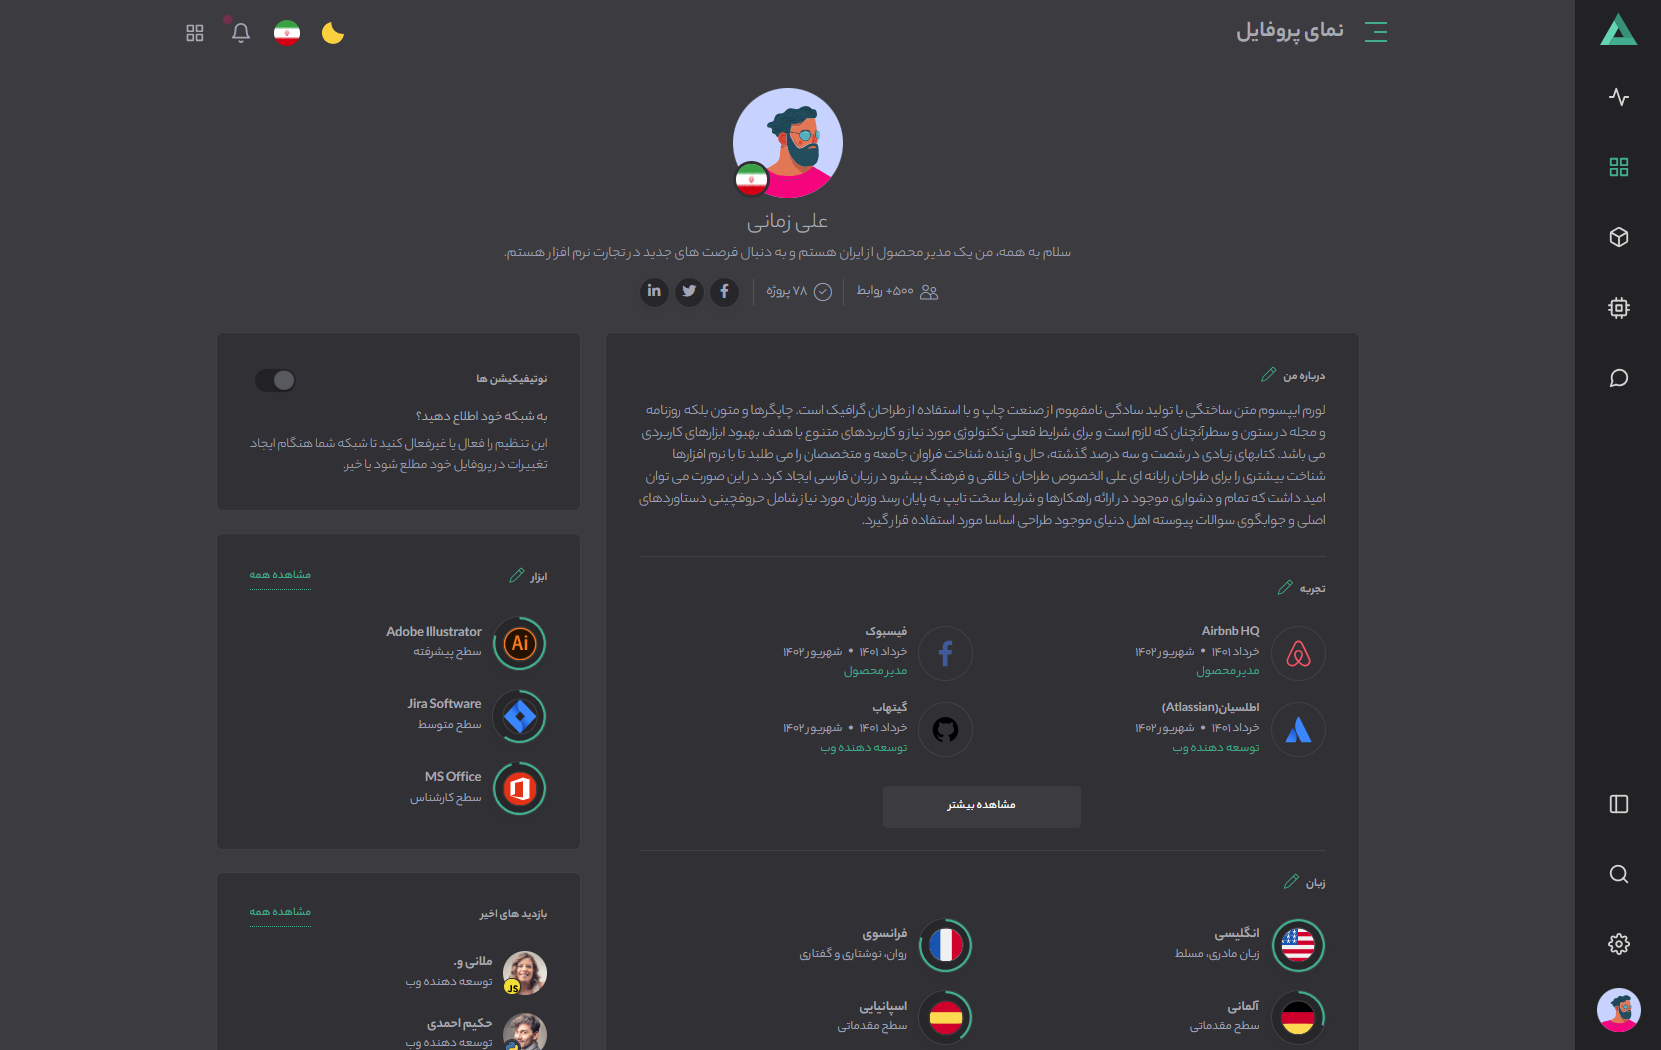 نمای پروفایل
علی زمانی
سلام به همه، من یک مدیر محصول از ایران هستم و به دنبال فرصت های جدید در تجارت نرم افزار هستم.
۵۰۰+ روابط
۷۸ پروژه
درباره من
لورم ایپسوم متن ساختگی با تولید سادگی نامفهوم از صنعت چاپ و با استفاده از طراحان گرافیک است. چاپگرها و متون بلکه روزنامه
و مجله در ستون و سطرآنچنان که لازم است و برای شرایط فعلی تکنولوژی مورد نیاز و کاربردهای متنوع با هدف بهبود ابزارهای کاربردی
می باشد. کتابهای زیادی در شصت و سه درصد گذشته، حال و آینده شناخت فراوان جامعه و متخصصان را می طلبد تا با نرم افزارها
شناخت بیشتری را برای طراحان رایانه ای علی الخصوص طراحان خلاقی و فرهنگ پیشرو در زبان فارسی ایجاد کرد. در این صورت می توان
امید داشت که تمام و دشواری موجود در ارائه راهکارها و شرایط سخت تایپ به پایان رسد وزمان مورد نیاز شامل حروفچینی دستاوردهای
اصلی و جوابگوی سوالات پیوسته اهل دنیای موجود طراحی اساسا مورد استفاده قرار گیرد.
تجربه
Airbnb HQ
خرداد ۱۴۰۱ • شهریور ۱۴۰۲
مدیر محصول
فیسبوک
خرداد ۱۴۰۱ • شهریور ۱۴۰۲
مدیر محصول
اطلسیان(Atlassian)
خرداد ۱۴۰۱ • شهریور ۱۴۰۲
توسعه دهنده وب
گیتهاب
خرداد ۱۴۰۱ • شهریور ۱۴۰۲
توسعه دهنده وب
مشاهده بیشتر
زبان
انگلیسی
زبان مادری، مسلط
فرانسوی
روان، نوشتاری و گفتاری
آلمانی
سطح مقدماتی
اسپانیایی
سطح مقدماتی
نوتیفیکیشن ها
به شبکه خود اطلاع دهید؟
این تنظیم را فعال یا غیرفعال کنید تا شبکه شما هنگام ایجاد
تغییرات در پروفایل خود مطلع شود یا خیر.
ابزار
مشاهده همه
Ai
Adobe Illustrator
سطح پیشرفته
Jira Software
سطح متوسط
MS Office
سطح کارشناس
بازدید های اخیر
مشاهده همه
ملانی و.
توسعه دهنده وب
JS
حکیم احمدی
توسعه دهنده وب